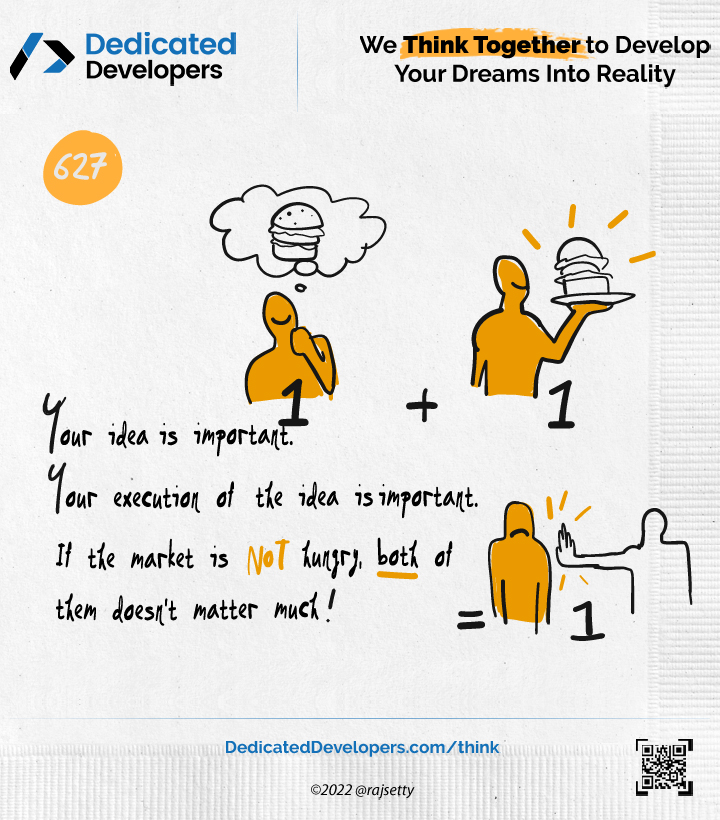 Dedicated
Developers
We Think Together to Develop
Your Dreams Into Reality
627
1 + 1
Your idea is important.
Your execution of the idea is important.
If the market is NOT hungry, both of
them doesn't matter much!
= 1
DedicatedDevelopers.com/think
©2022 @rajsetty